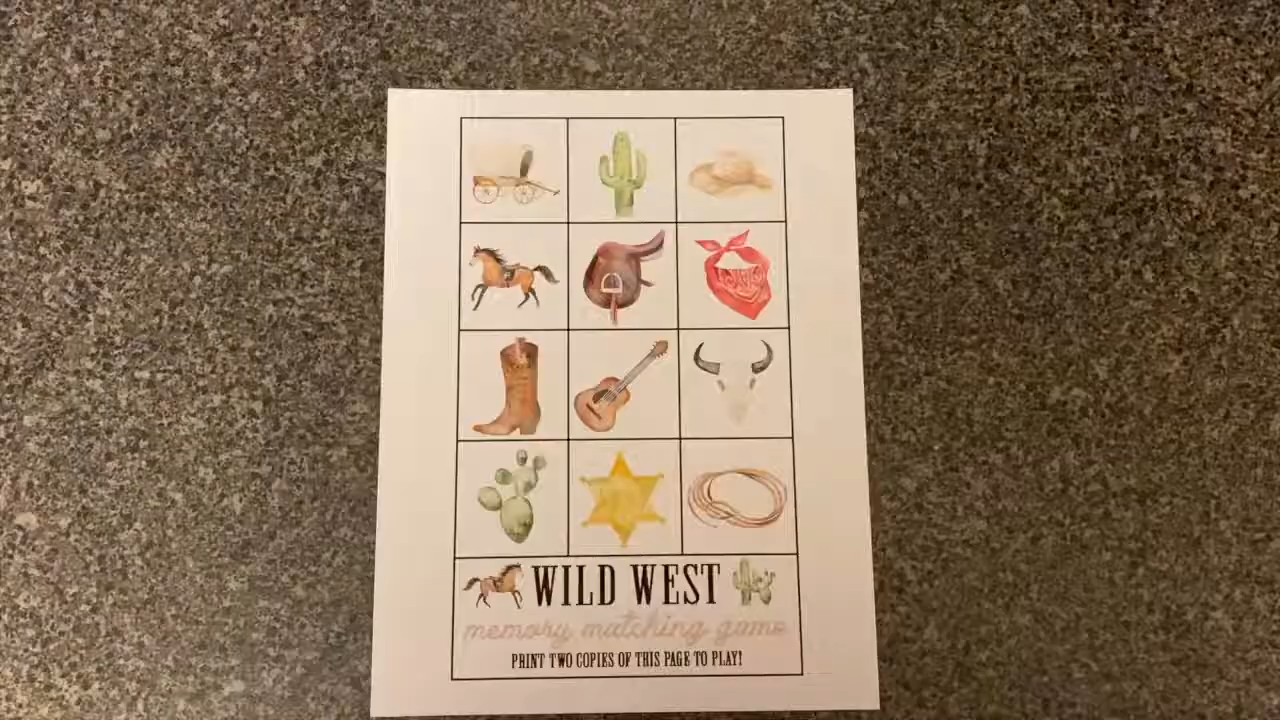 WILD WEST
memory matching game
PRINT TWO COPIES OF THIS PAGE TO PLAY!